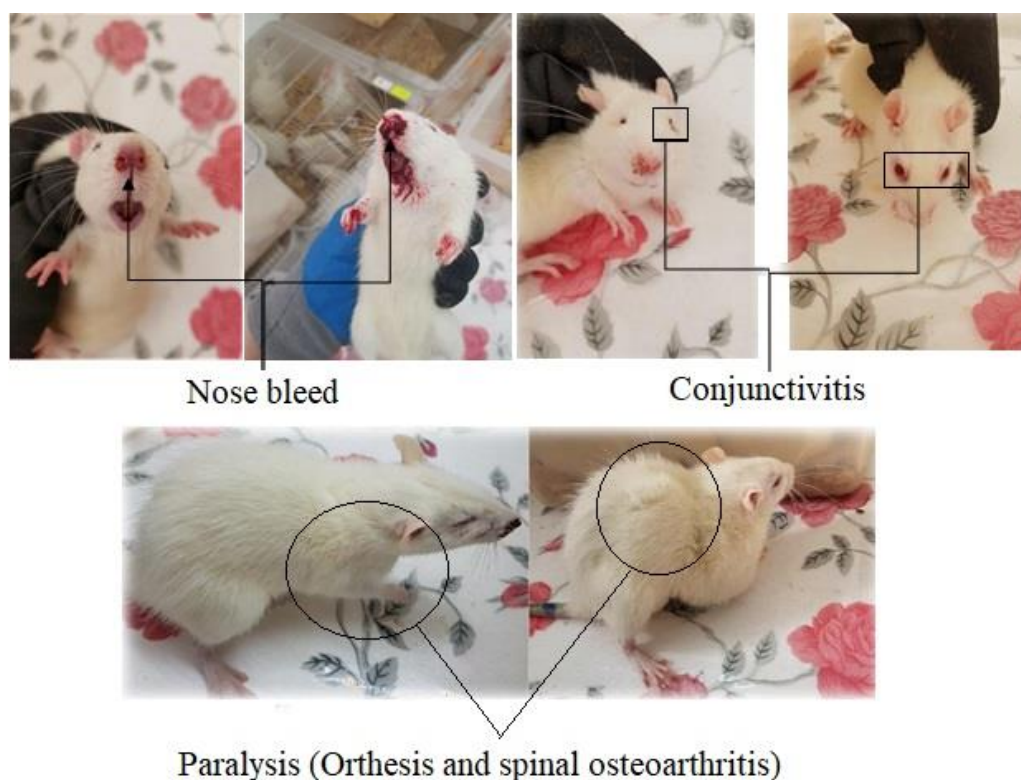 Nose bleed
Conjunctivitis
Paralysis (Orthesis and spinal osteoarthritis)